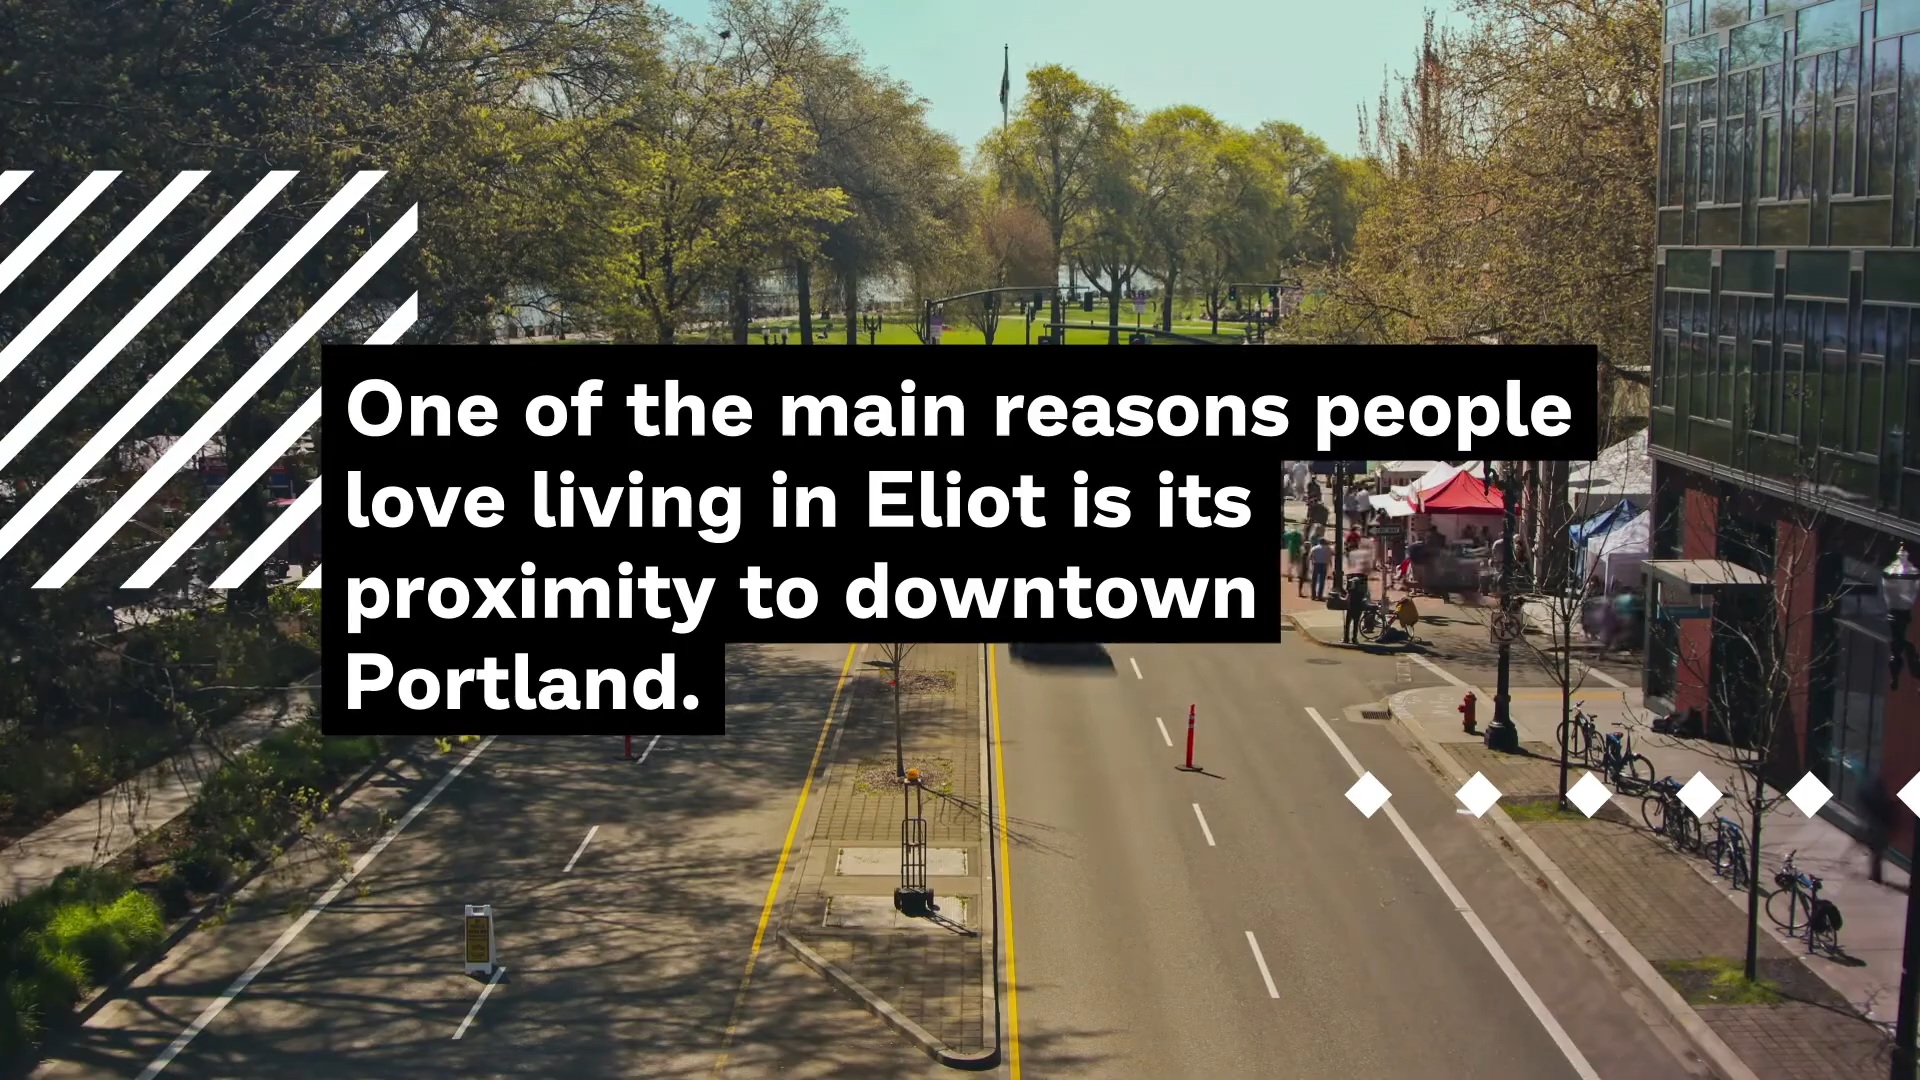 One of the main reasons people
love living in Eliot is its
proximity to downtown
Portland.